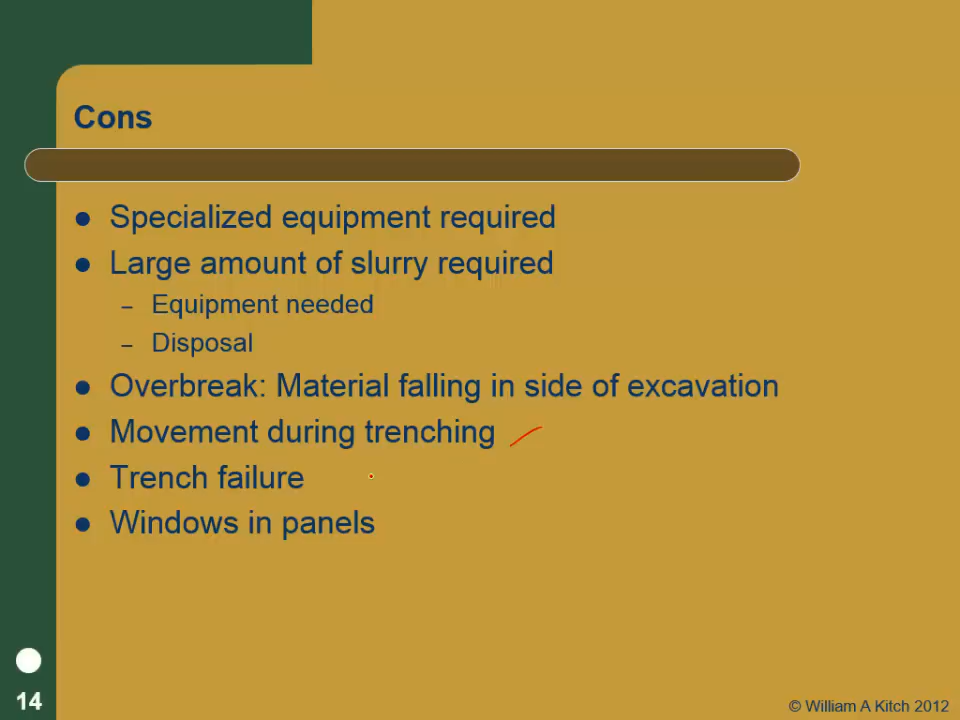 Cons
Specialized equipment required
Large amount of slurry required
– Equipment needed
– Disposal
Overbreak: Material falling in side of excavation
Movement during trenching
Trench failure
Windows in panels
14
© William A Kitch 2012